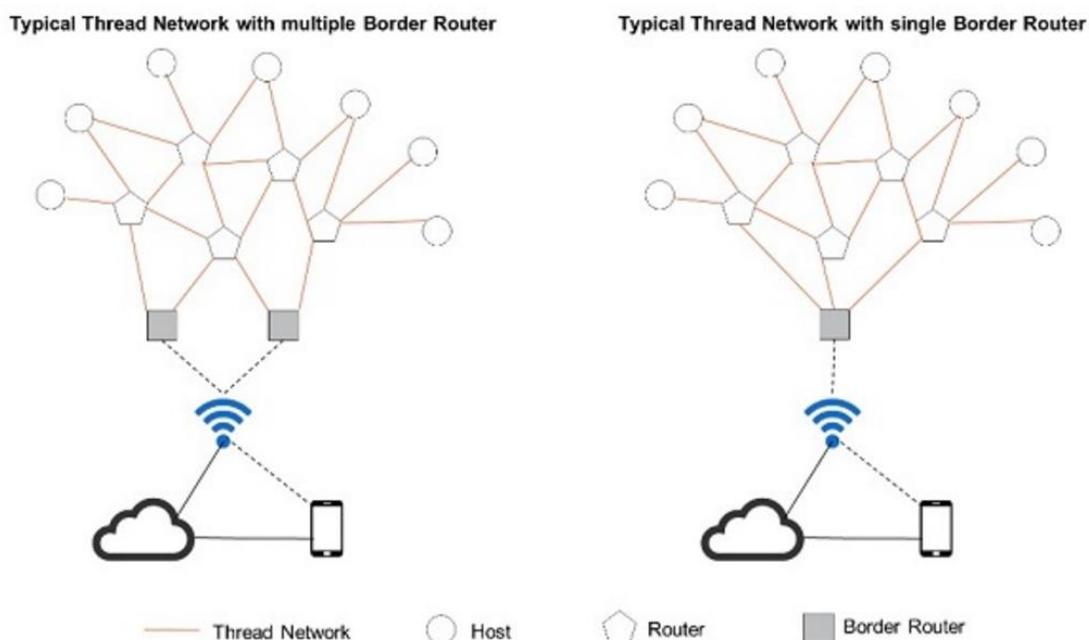 Typical Thread Network with multiple Border Router
Typical Thread Network with single Border Router
Thread Network
Host
Router
Border Router